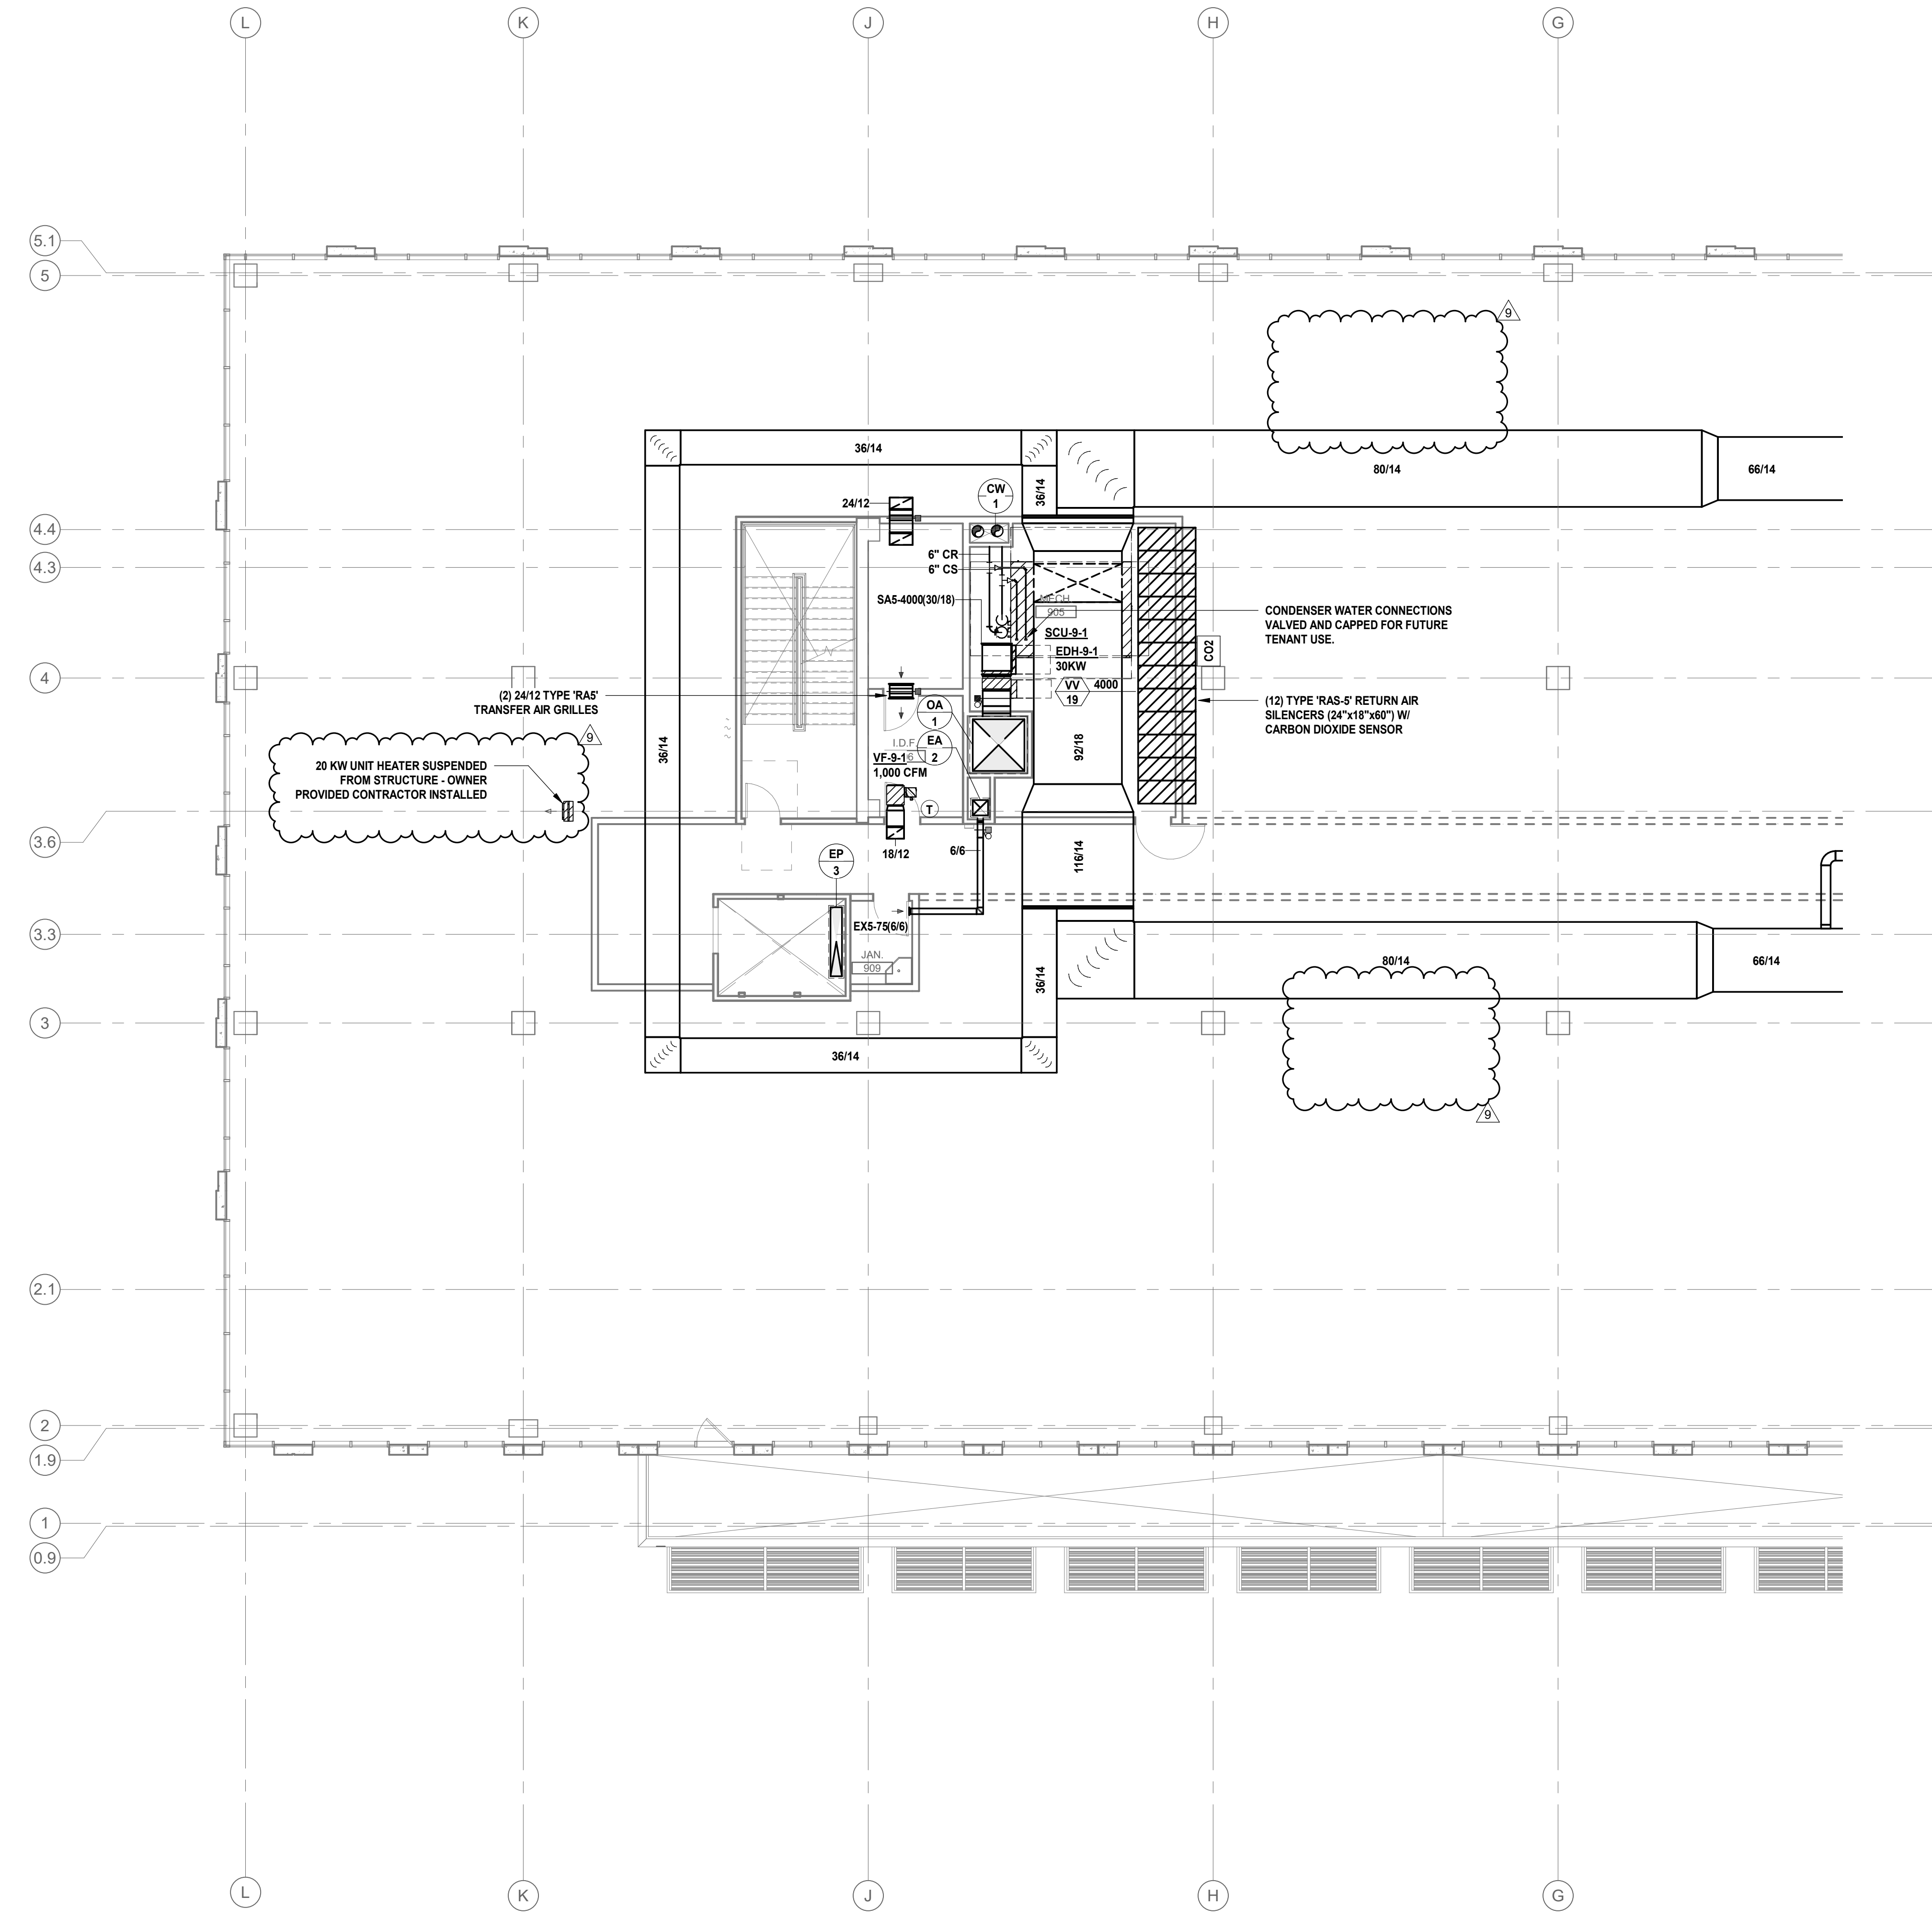 L
K
J
H
G
5.1
5
9
36/14
80/14
66/14
24/12
CW
1
36/14
4.4
4.3
6" CR
6" CS
SA5-4000(30/18)
MECH.
905
CONDENSER WATER CONNECTIONS
VALVED AND CAPPED FOR FUTURE
TENANT USE.
SCU-9-1
EDH-9-1
30KW
CO2
4
(2) 24/12 TYPE 'RA5'
TRANSFER AIR GRILLES
VV
19
4000
(12) TYPE 'RAS-5' RETURN AIR
SILENCERS (24"x18"x60") W/
CARBON DIOXIDE SENSOR
OA
1
9
36/14
I.D.F.
EA
2
92/18
VF-9-1
1,000 CFM
20 KW UNIT HEATER SUSPENDED
FROM STRUCTURE - OWNER
PROVIDED CONTRACTOR INSTALLED
T
3.6
EP
3
18/12
6/6
116/14
EX5-75(6/6)
3.3
JAN.
909
36/14
80/14
66/14
3
36/14
9
2.1
2
1.9
1
0.9
L
K
J
H
G